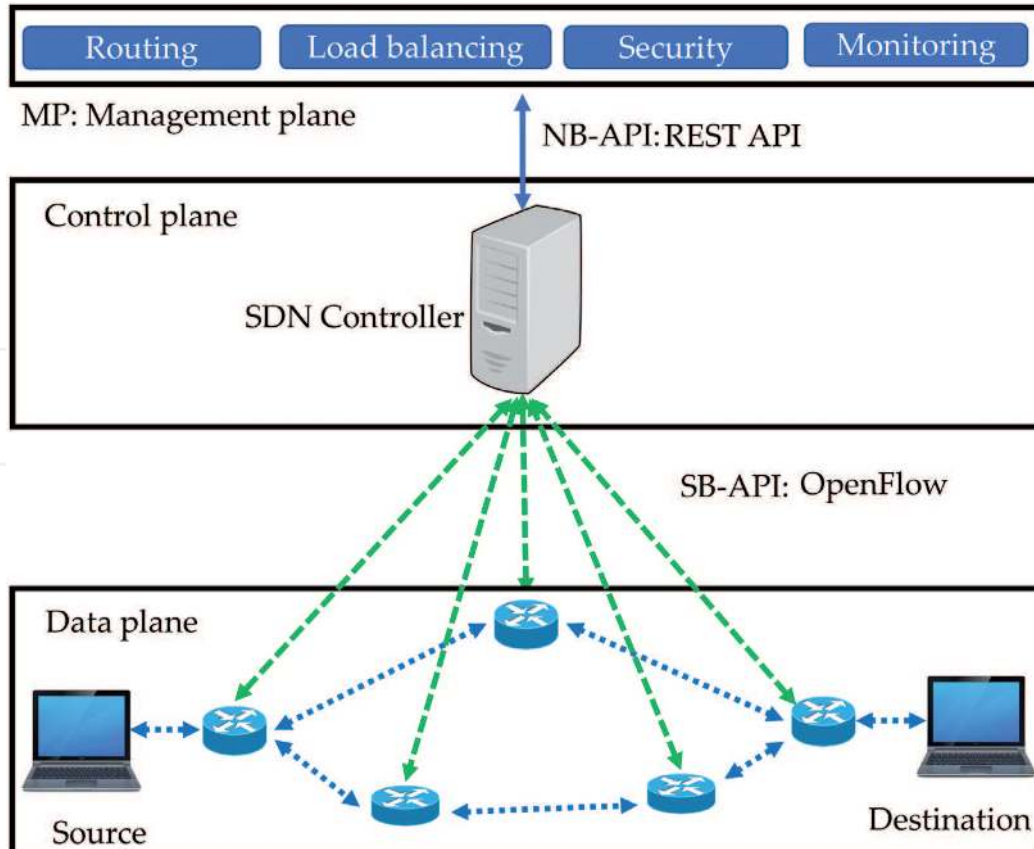 Routing
Load balancing
Security
Monitoring
MP: Management plane
NB-API: REST API
Control plane
SDN Controller
SB-API: OpenFlow
Data plane
Source
Destination